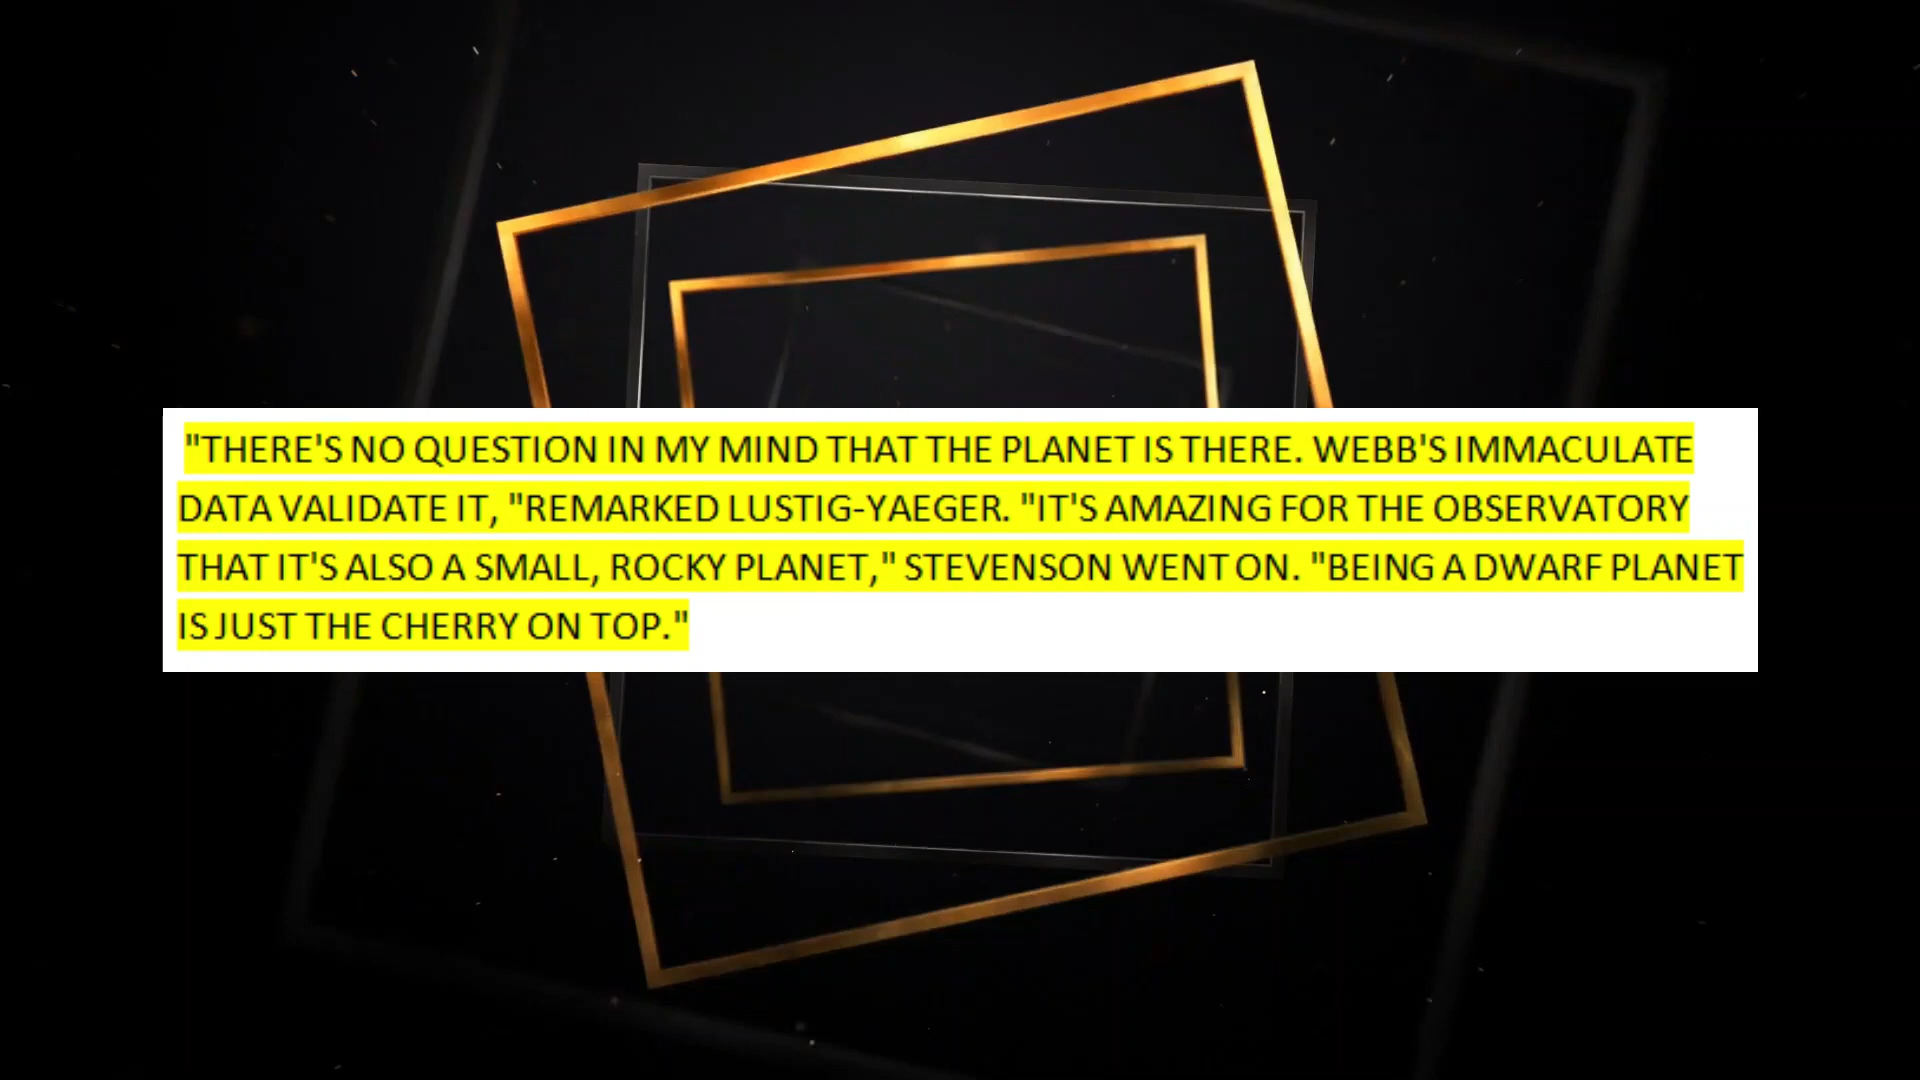 "THERE'S NO QUESTION IN MY MIND THAT THE PLANET IS THERE. WEBB'S IMMACULATE
DATA VALIDATE IT, "REMARKED LUSTIG-YAEGER. "IT'S AMAZING FOR THE OBSERVATORY
THAT IT'S ALSO A SMALL, ROCKY PLANET," STEVENSON WENT ON. "BEING A DWARF PLANET
IS JUST THE CHERRY ON TOP."